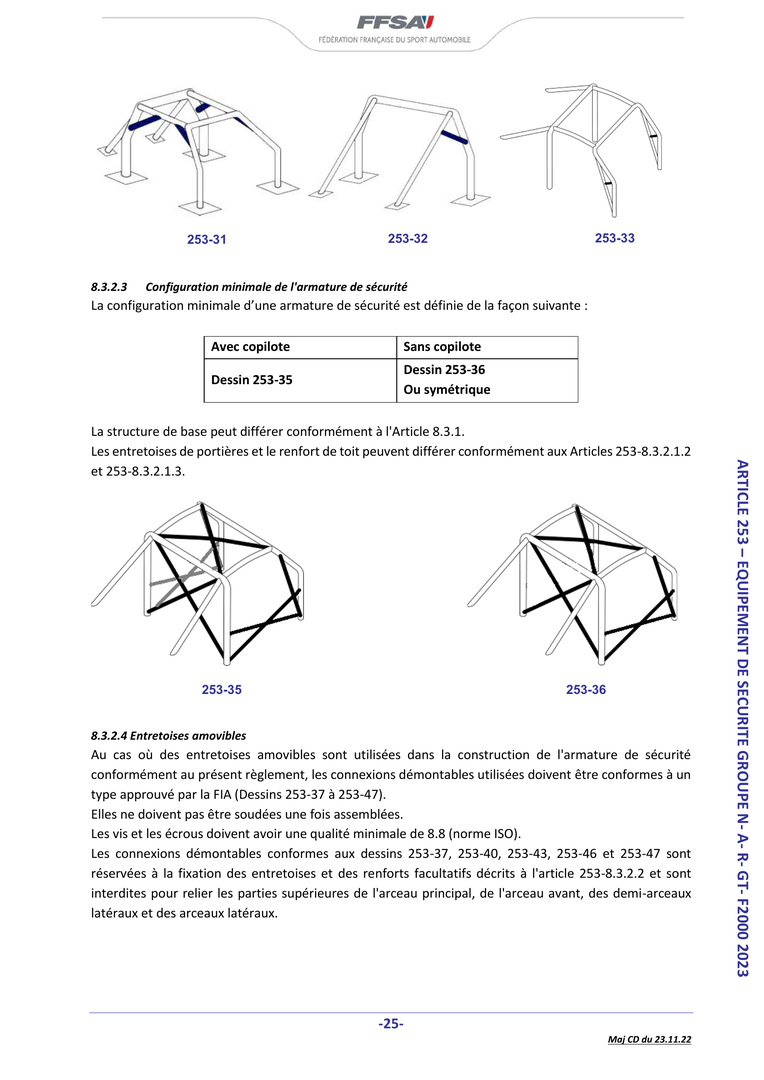 FFSA
FÉDÉRATION FRANÇAISE DU SPORT AUTOMOBILE
253-31
253-32
253-33
8.3.2.3 Configuration minimale de l'armature de sécurité
La configuration minimale d’une armature de sécurité est définie de la façon suivante :
Avec copilote
Sans copilote
Dessin 253-35
Dessin 253-36
Ou symétrique
La structure de base peut différer conformément à l'Article 8.3.1.
Les entretoises de portières et le renfort de toit peuvent différer conformément aux Articles 253-8.3.2.1.2
et 253-8.3.2.1.3.
253-35
253-36
8.3.2.4 Entretoises amovibles
Au cas où des entretoises amovibles sont utilisées dans la construction de l'armature de sécurité
conformément au présent règlement, les connexions démontables utilisées doivent être conformes à un
type approuvé par la FIA (Dessins 253-37 à 253-47).
Elles ne doivent pas être soudées une fois assemblées.
Les vis et les écrous doivent avoir une qualité minimale de 8.8 (norme ISO).
Les connexions démontables conformes aux dessins 253-37, 253-40, 253-43, 253-46 et 253-47 sont
réservées à la fixation des entretoises et des renforts facultatifs décrits à l'article 253-8.3.2.2 et sont
interdites pour relier les parties supérieures de l'arceau principal, de l'arceau avant, des demi-arceaux
latéraux et des arceaux latéraux.
ARTICLE 253 – EQUIPEMENT DE SECURITE GROUPE N- A- R- GT- F2000 2023
-25-
Maj CD du 23.11.22